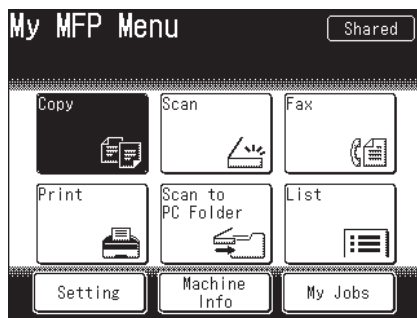 My MFP Menu
Shared
Copy
Scan
Fax
Print
Scan to
PC Folder
List
Setting
Machine
Info
My Jobs